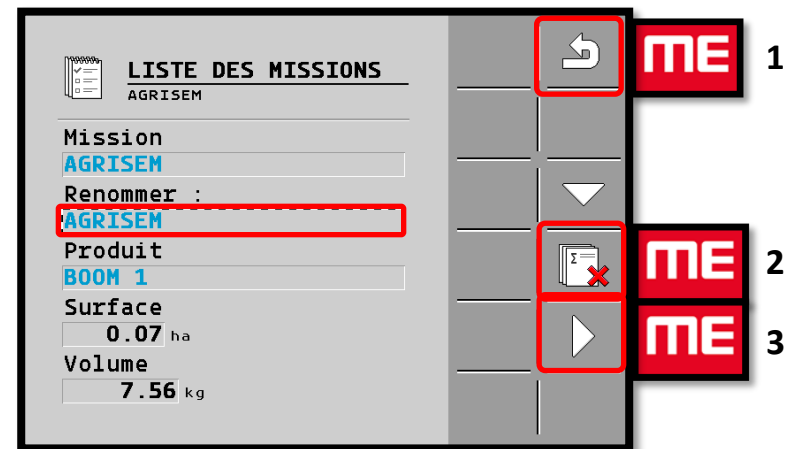 LISTE DES MISSIONS
AGRISEM
Mission
AGRISEM
Renommer :
AGRISEM
Produit
BOOM 1
Surface
0.07 ha
Volume
7.56 kg
Σ
ME 1
ME 2
ME 3